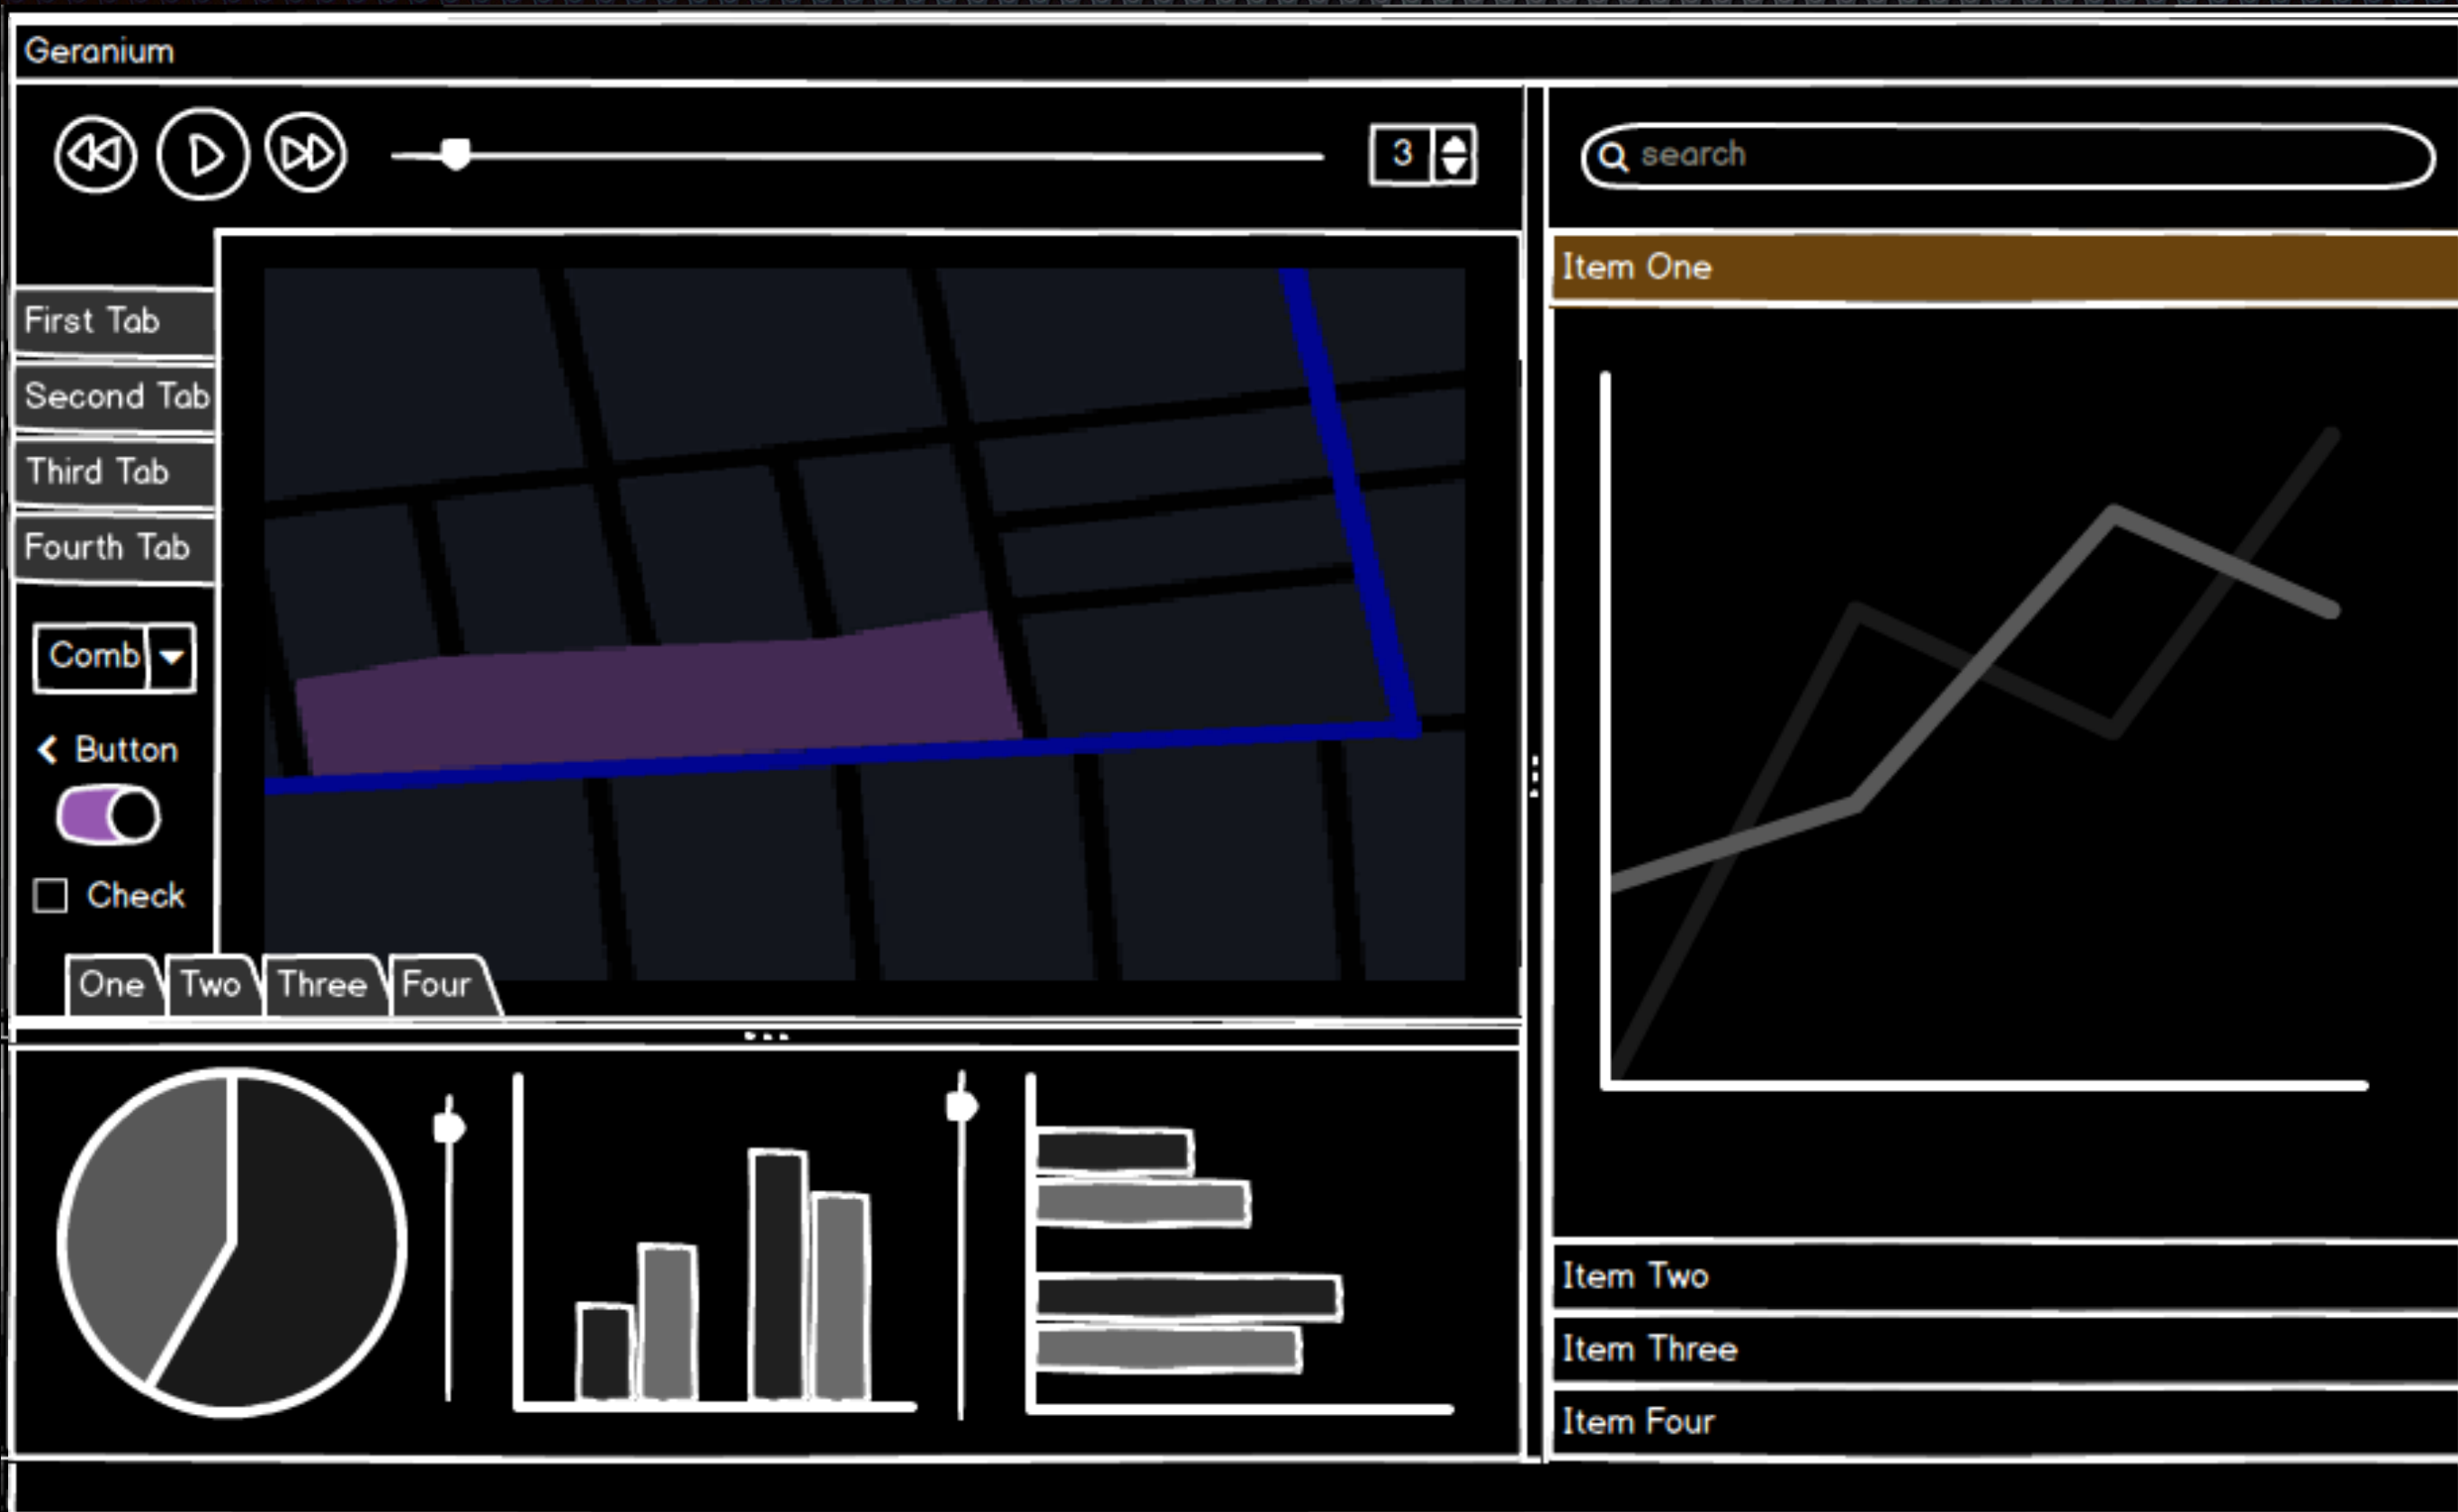 Geranium
3
search
First Tab
Second Tab
Third Tab
Fourth Tab
Comb
Button
Check
One
Two
Three
Four
Item One
Item Two
Item Three
Item Four